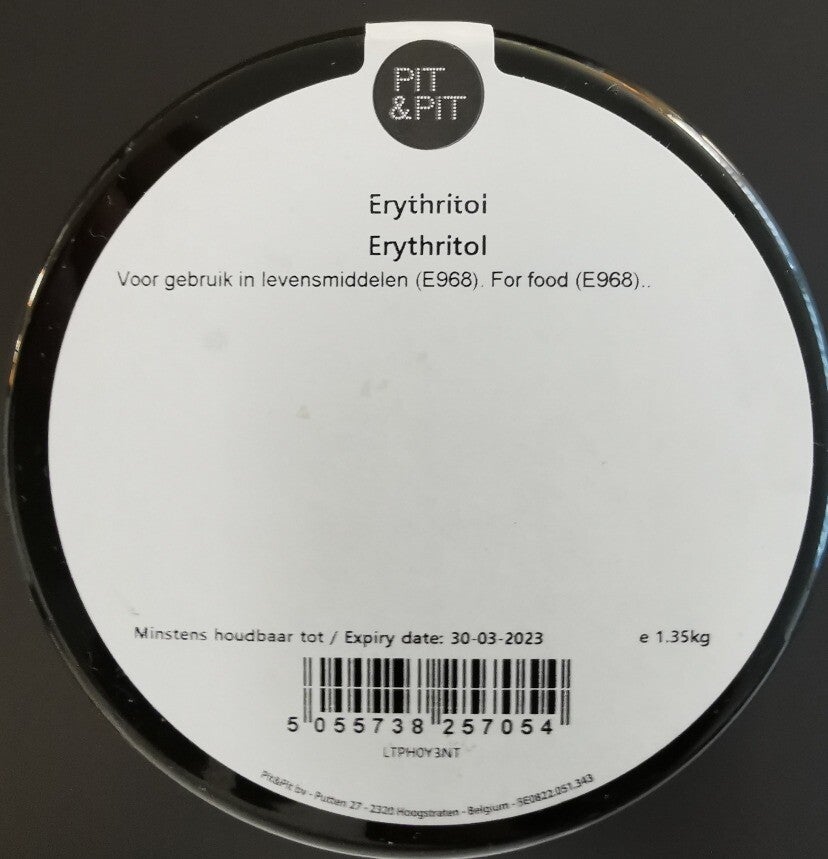 PIT
&PIT
Erythritol
Erythritol
Voor gebruik in levensmiddelen (E968). For food (E968)..
Minstens houdbaar tot / Expiry date: 30-03-2023
e 1.35kg
5 055738 257054
LTPH0Y3NT
Pit&Pit bv - Putten 27 - 2320 Hoogstraten - Belgium - BE0822.051.343